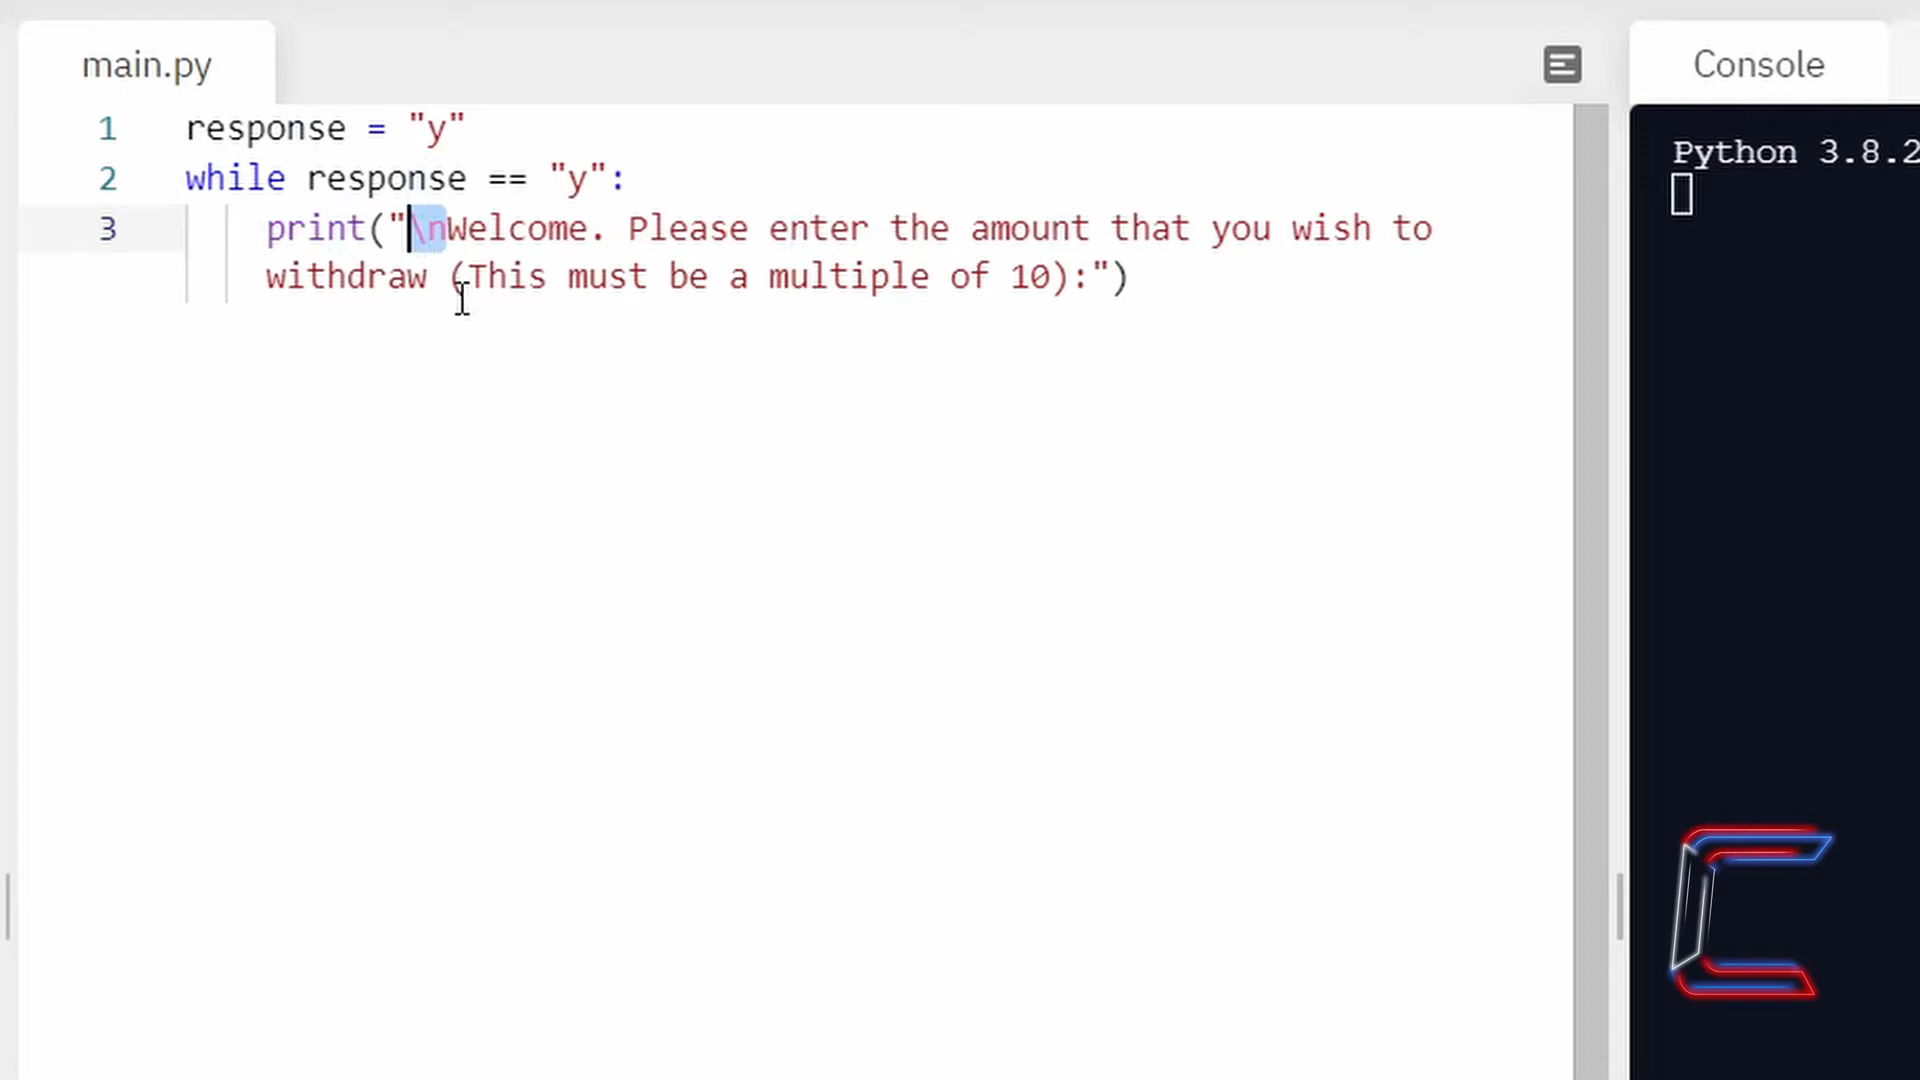 main.py
1 response = "y"
2 while response == "y":
3 print("\nWelcome. Please enter the amount that you wish to
withdraw (This must be a multiple of 10):")
Console
Python 3.8.2